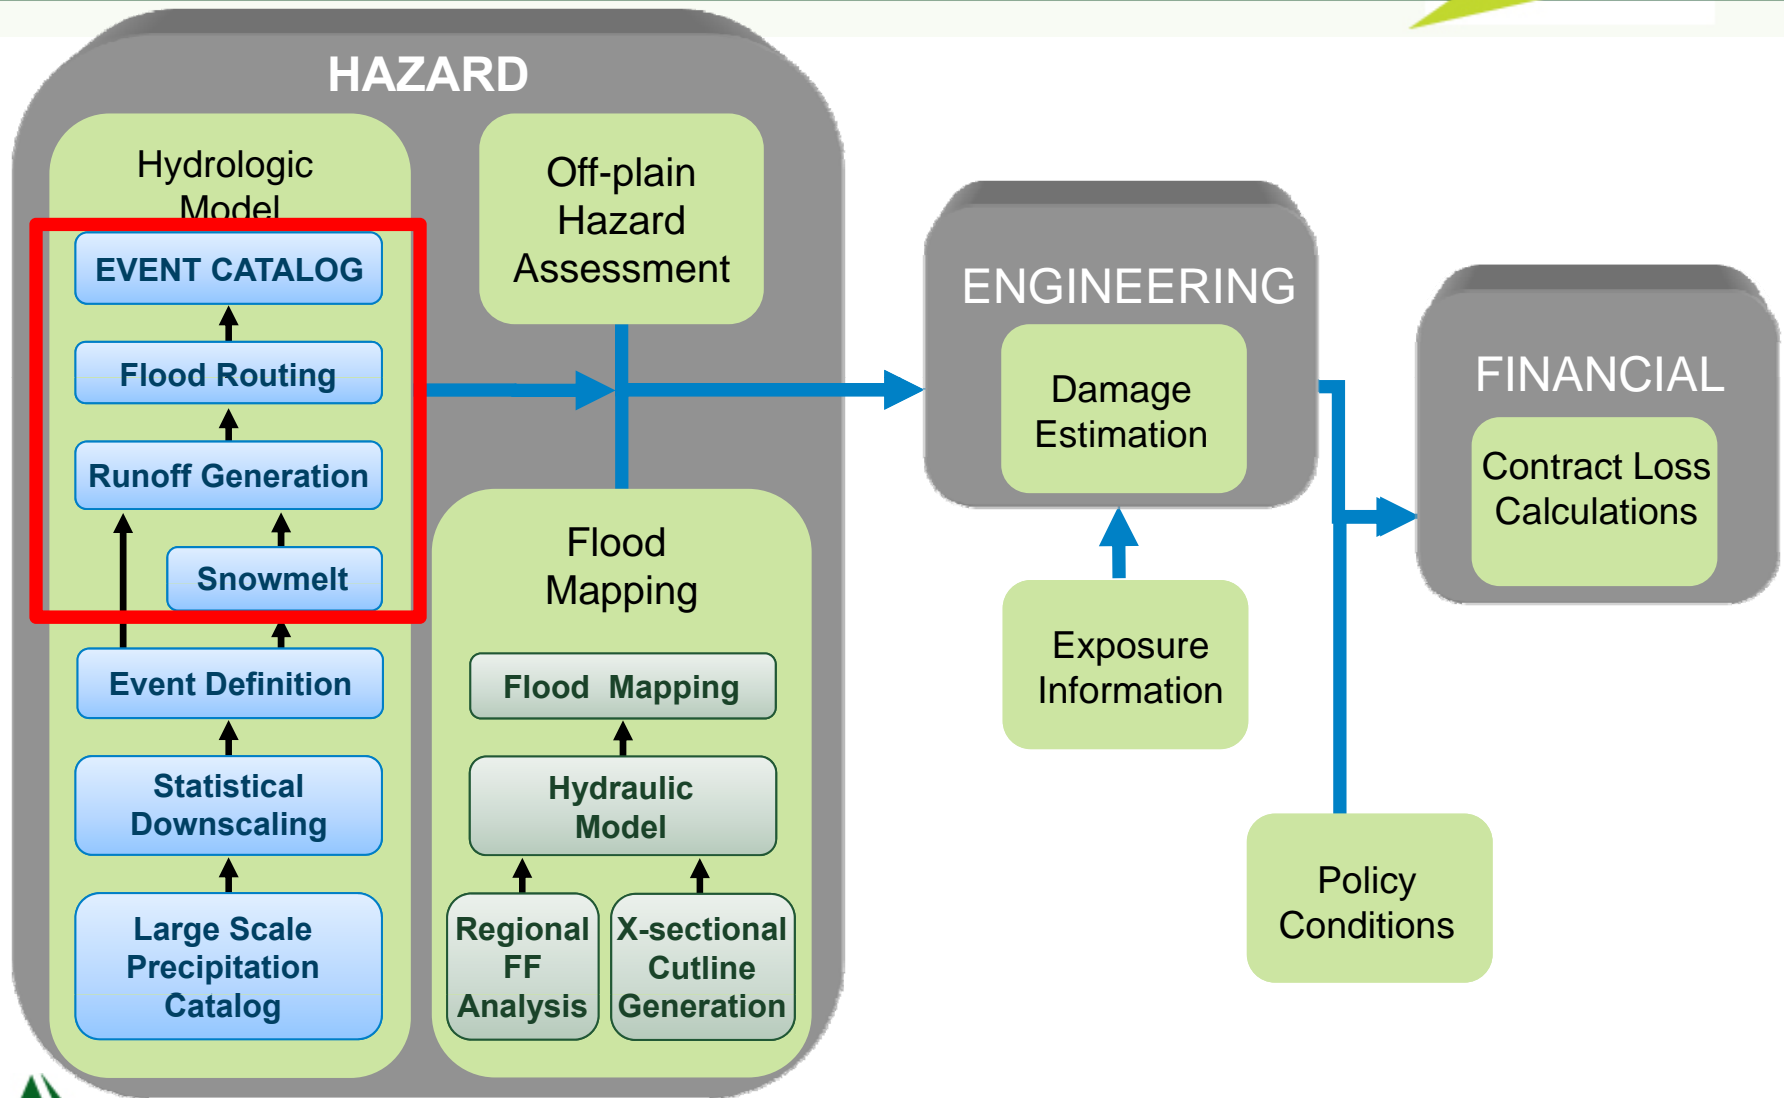 HAZARD
Hydrologic
Model
EVENT CATALOG
Flood Routing
Runoff Generation
Snowmelt
Event Definition
Statistical
Downscaling
Large Scale
Precipitation
Catalog
Off-plain
Hazard
Assessment
Flood
Mapping
Flood Mapping
Hydraulic
Model
Regional
FF
Analysis
X-sectional
Cutline
Generation
ENGINEERING
Damage
Estimation
Exposure
Information
FINANCIAL
Contract Loss
Calculations
Policy
Conditions